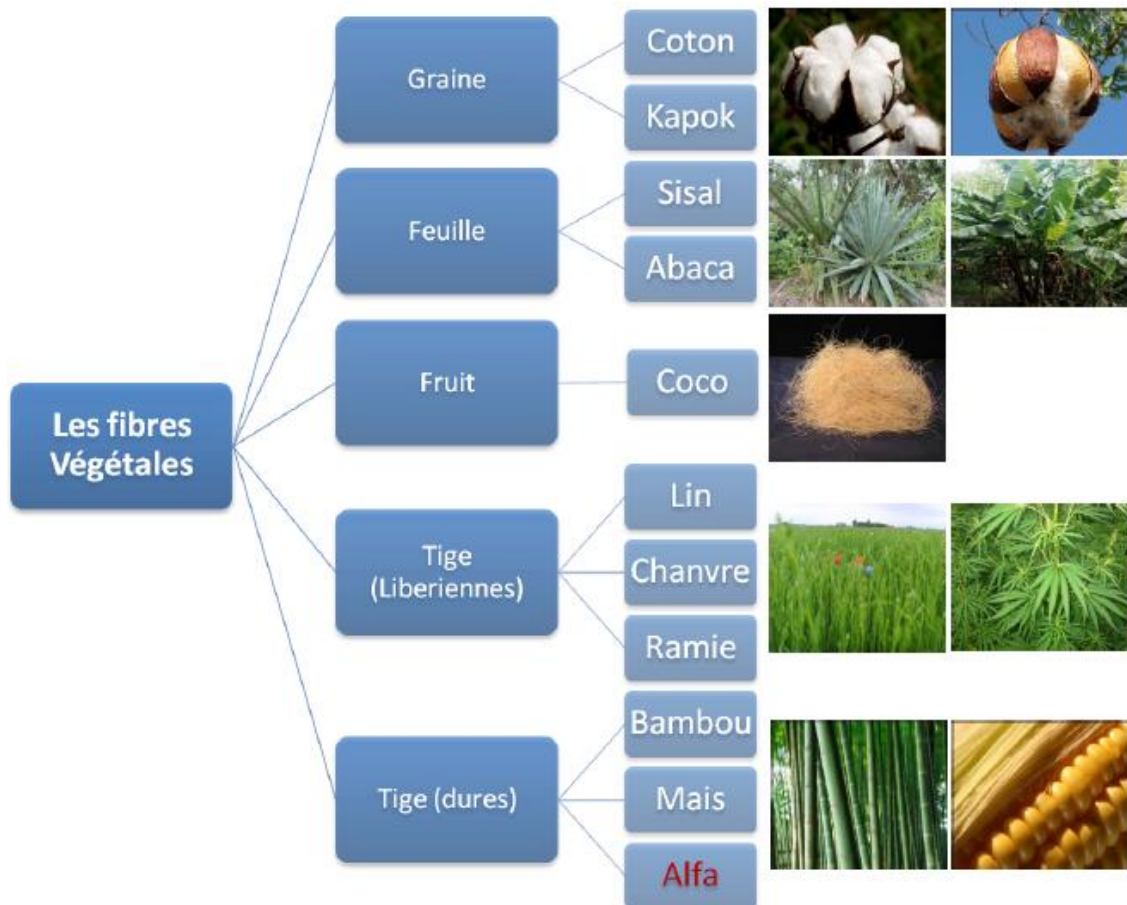 Les fibres
Végétales
Graine
Coton
Kapok
Feuille
Sisal
Abaca
Fruit
Coco
Tige
(Liberiennes)
Lin
Chanvre
Ramie
Tige (dures)
Bambou
Mais
Alfa